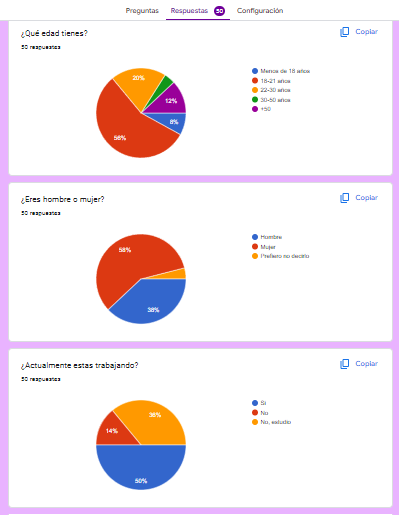 Preguntas Respuestas 50 Configuración
¿Qué edad tienes?
Copiar
50 respuestas
20%
12%
8%
56%
Menos de 18 años
18-21 años
22-30 años
30-50 años
+50
¿Eres hombre o mujer?
Copiar
50 respuestas
58%
38%
Hombre
Mujer
Prefiero no decirlo
¿Actualmente estas trabajando?
Copiar
50 respuestas
36%
14%
50%
Si
No
No, estudio